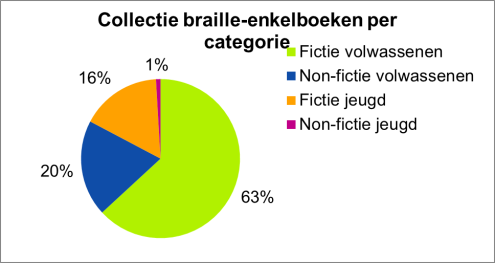 Collectie braille-enkelboeken per
categorie
Fictie volwassenen
Non-fictie volwassenen
Fictie jeugd
Non-fictie jeugd
1%
16%
20%
63%